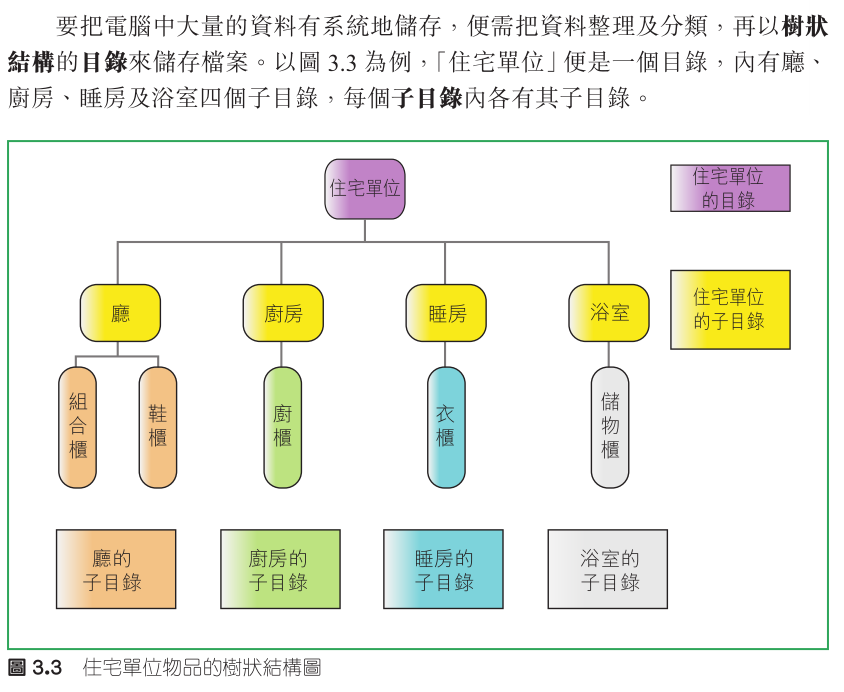 要把電腦中大量的資料有系統地儲存，便需把資料整理及分類，再以樹狀
結構的目錄來儲存檔案。以圖 3.3 為例，「住宅單位」便是一個目錄，內有廳、
廚房、睡房及浴室四個子目錄，每個子目錄內各有其子目錄。
住宅單位
住宅單位
的目錄
廳
廚房
睡房
浴室
住宅單位
的子目錄
組合櫃
鞋櫃
廚櫃
衣櫃
儲物櫃
廳的
子目錄
廚房的
子目錄
睡房的
子目錄
浴室的
子目錄
圖 3.3 住宅單位物品的樹狀結構圖